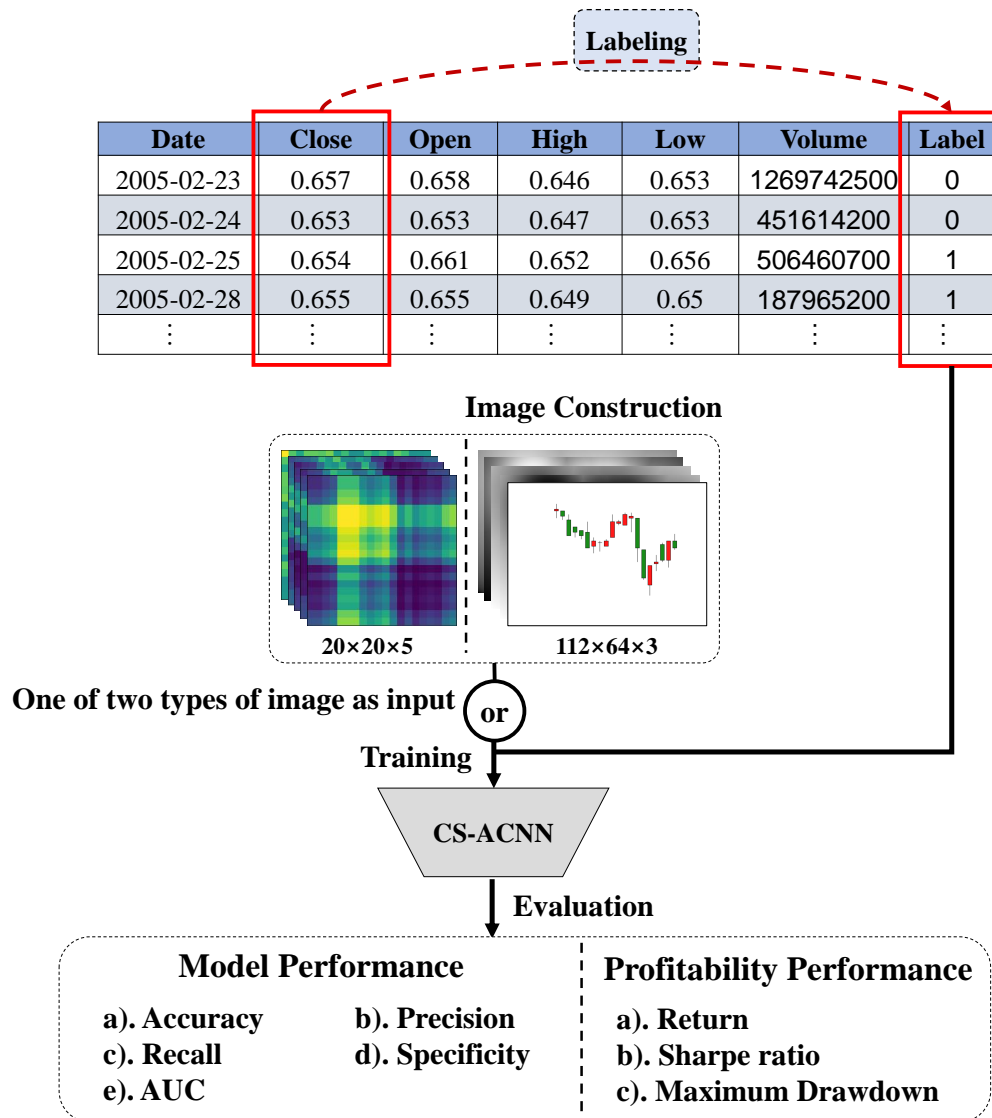 Labeling
Date Close Open High Low Volume Label
2005-02-23 0.657 0.658 0.646 0.653 1269742500 0
2005-02-24 0.653 0.653 0.647 0.653 451614200 0
2005-02-25 0.654 0.661 0.652 0.656 506460700 1
2005-02-28 0.655 0.655 0.649 0.65 187965200 1
⋮ ⋮ ⋮ ⋮ ⋮ ⋮ ⋮
Image Construction
20×20×5 112×64×3
One of two types of image as input
or
Training
CS-ACNN
Evaluation
Model Performance
a). Accuracy b). Precision
c). Recall d). Specificity
e). AUC
Profitability Performance
a). Return
b). Sharpe ratio
c). Maximum Drawdown